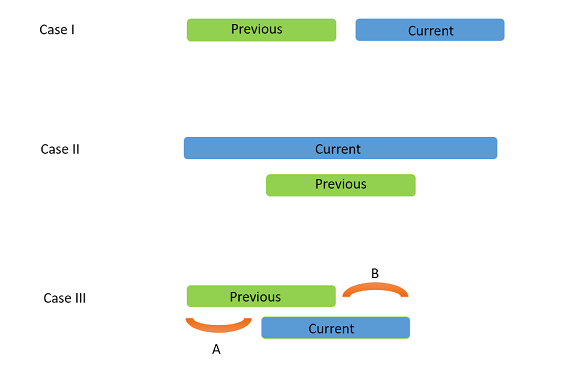 Case I
Previous
Current
Case II
Current
Previous
B
Case III
Previous
Current
A